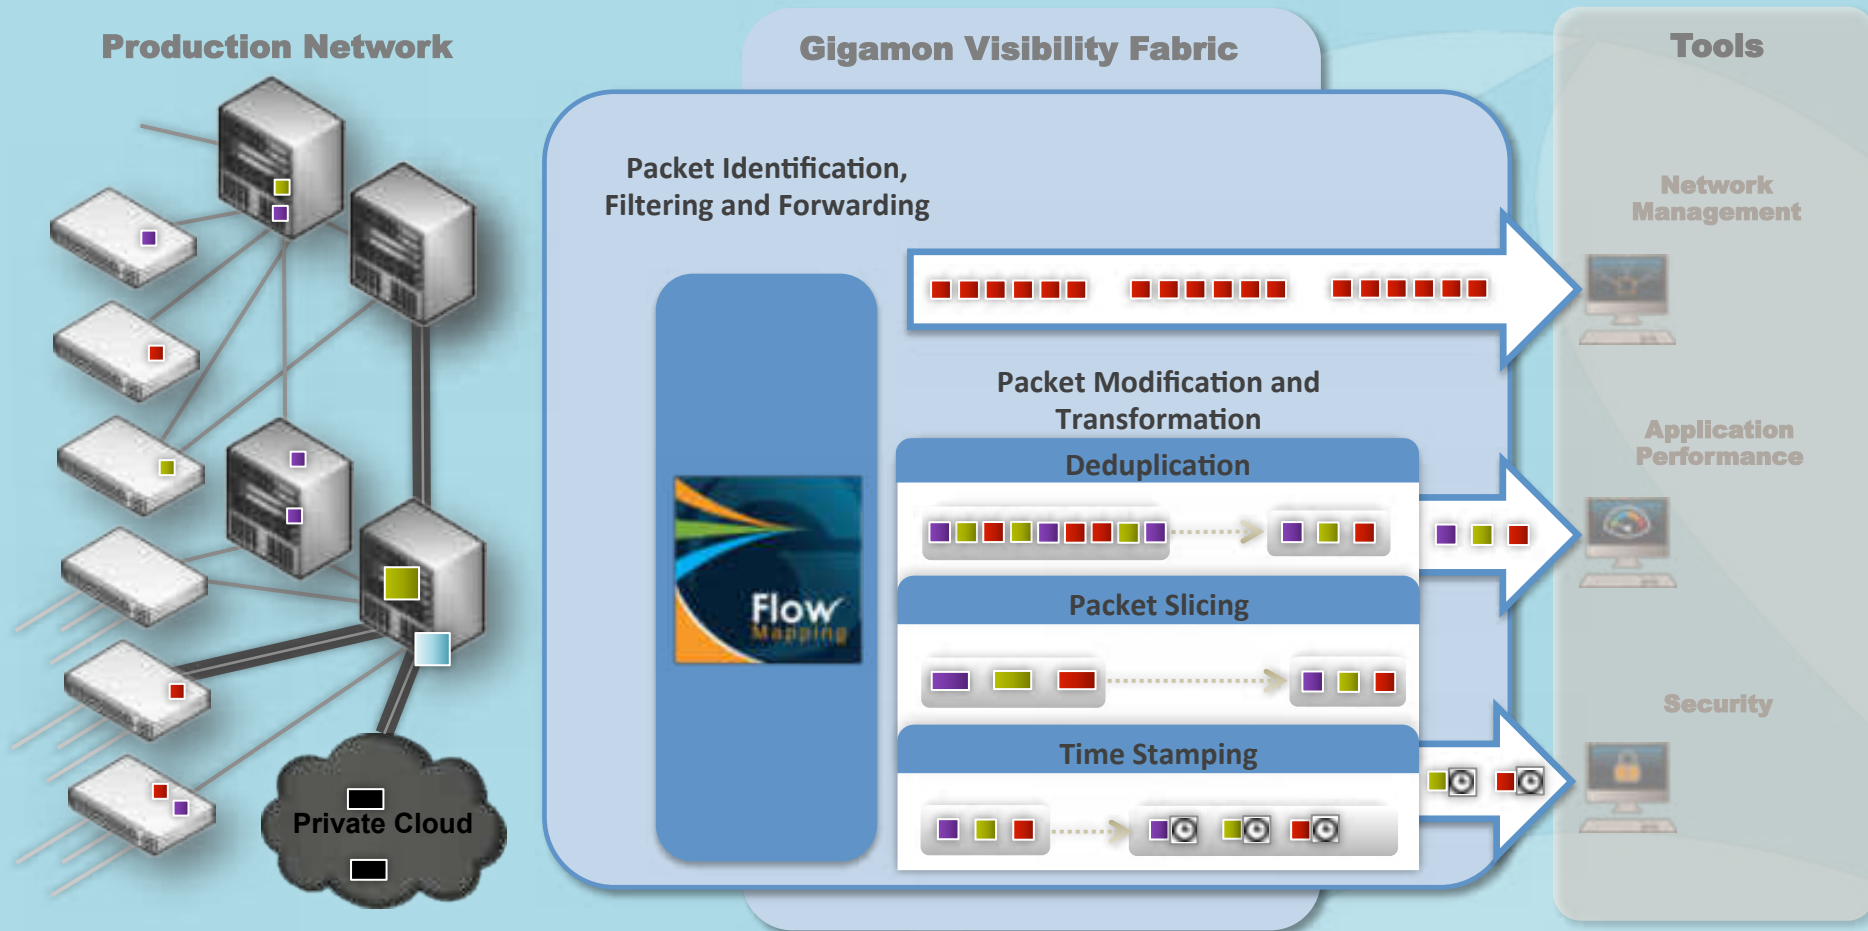 Production Network
Gigamon Visibility Fabric
Tools
Packet Identification,
Filtering and Forwarding
Network
Management
Packet Modification and
Transformation
Deduplication
Application
Performance
Flow
Mapping
Packet Slicing
Security
Time Stamping
Private Cloud